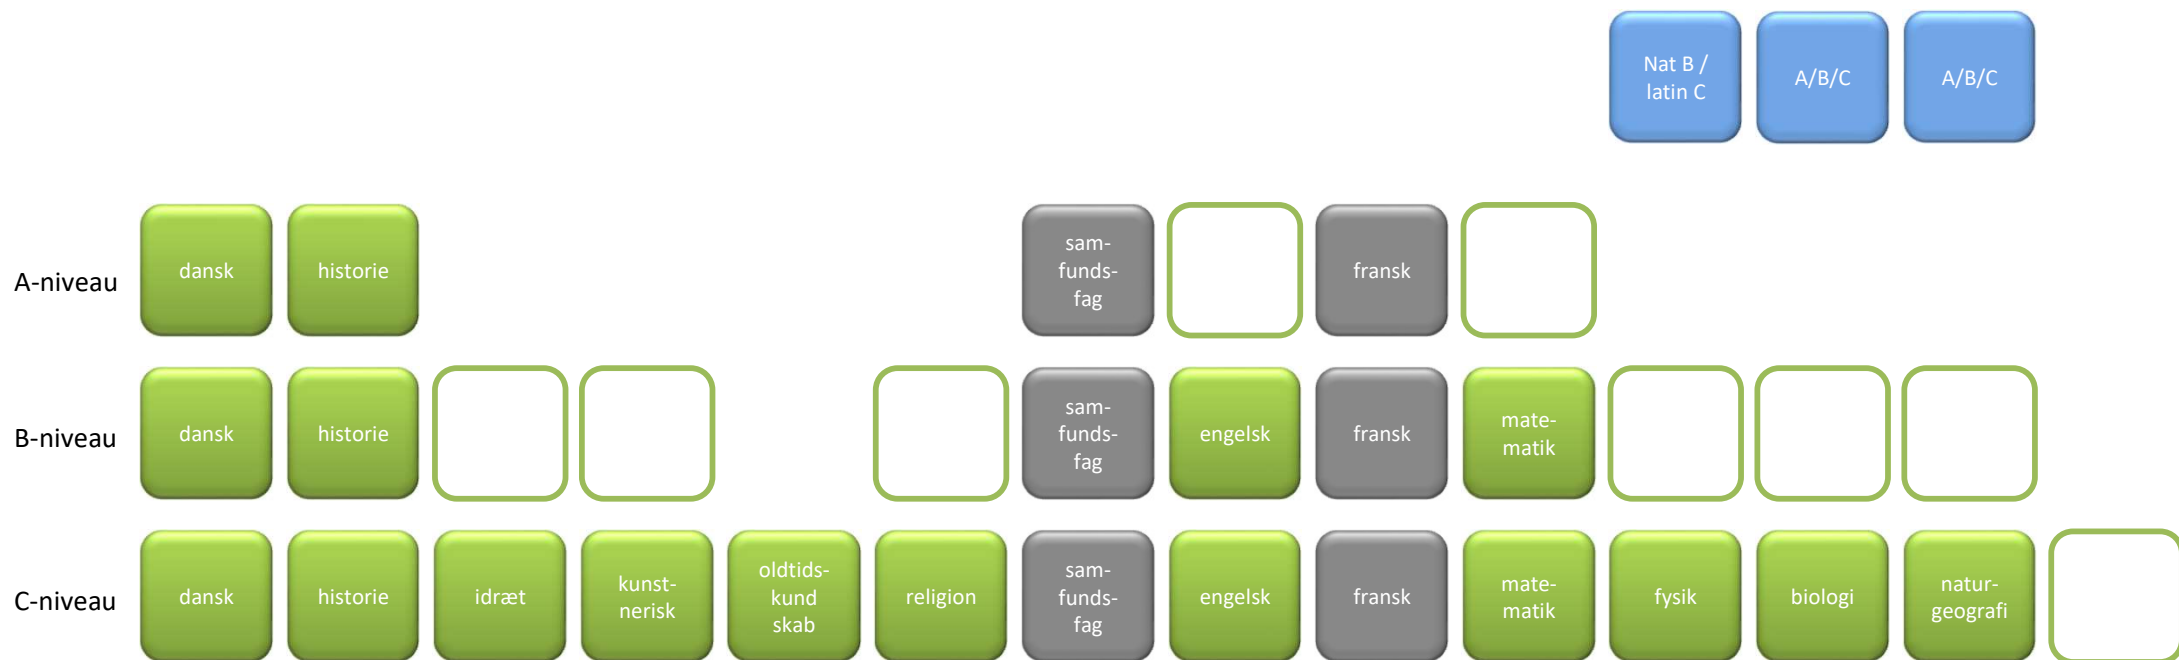 Nat B /
latin C
A/B/C
A/B/C
A-niveau
dansk
historie
sam-
funds-
fag
fransk
B-niveau
dansk
historie
sam-
funds-
fag
engelsk
fransk
mate-
matik
C-niveau
dansk
historie
idræt
kunst-
nerisk
oldtids-
kund
skab
religion
sam-
funds-
fag
engelsk
fransk
mate-
matik
fysik
biologi
natur-
geografi